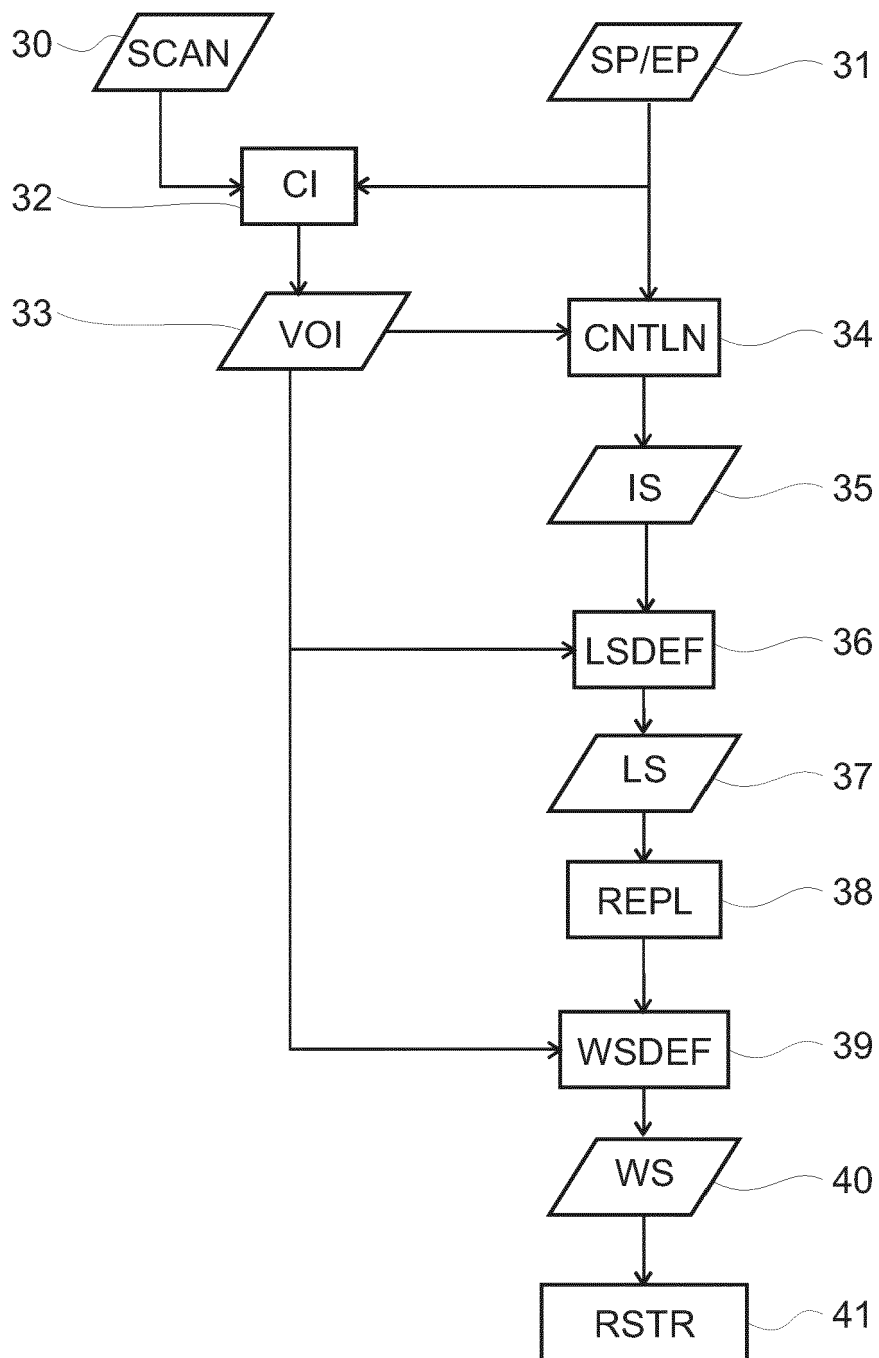 30 SCAN SP/EP 31
CI
32
33 VOI CNTLN 34
IS 35
LSDEF 36
LS 37
REPL 38
WSDEF 39
WS 40
RSTR 41